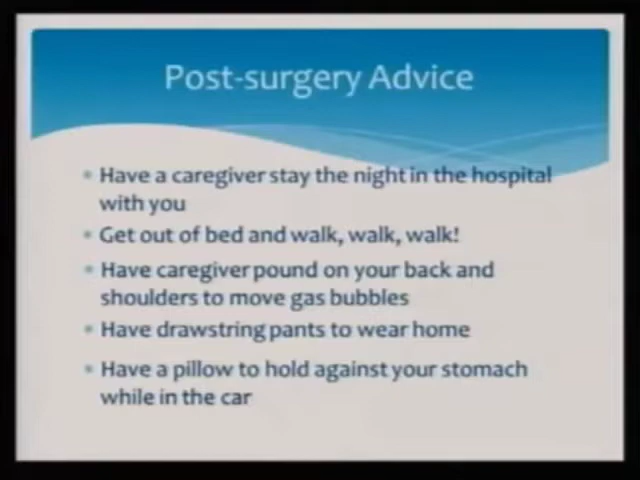 Post-surgery Advice
Have a caregiver stay the night in the hospital
with you
Get out of bed and walk, walk, walk!
Have caregiver pound on your back and
shoulders to move gas bubbles
Have drawstring pants to wear home
Have a pillow to hold against your stomach
while in the car